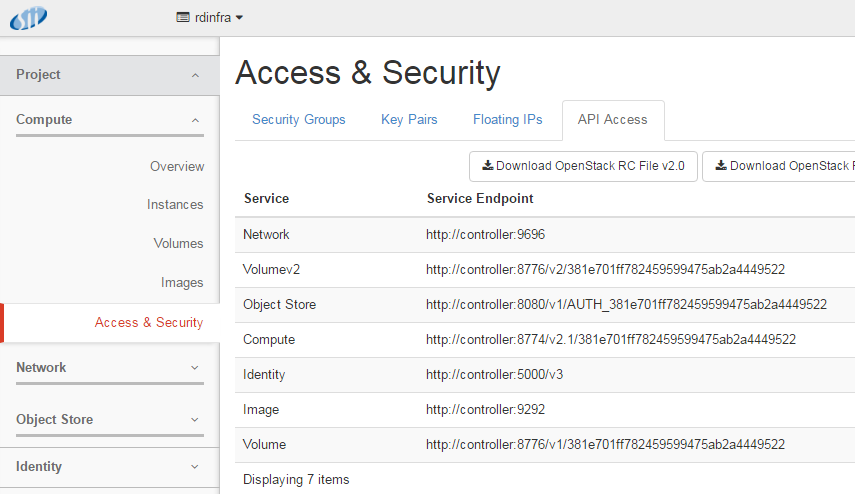 sii
rdinfra
Project
Compute
Overview
Instances
Volumes
Images
Access & Security
Network
Object Store
Identity
Access & Security
Security Groups Key Pairs Floating IPs API Access
Download OpenStack RC File v2.0 Download OpenStack
Service Service Endpoint
Network http://controller:9696
Volumev2 http://controller:8776/v2/381e701ff782459599475ab2a4449522
Object Store http://controller:8080/v1/AUTH_381e701ff782459599475ab2a4449522
Compute http://controller:8774/v2.1/381e701ff782459599475ab2a4449522
Identity http://controller:5000/v3
Image http://controller:9292
Volume http://controller:8776/v1/381e701ff782459599475ab2a4449522
Displaying 7 items